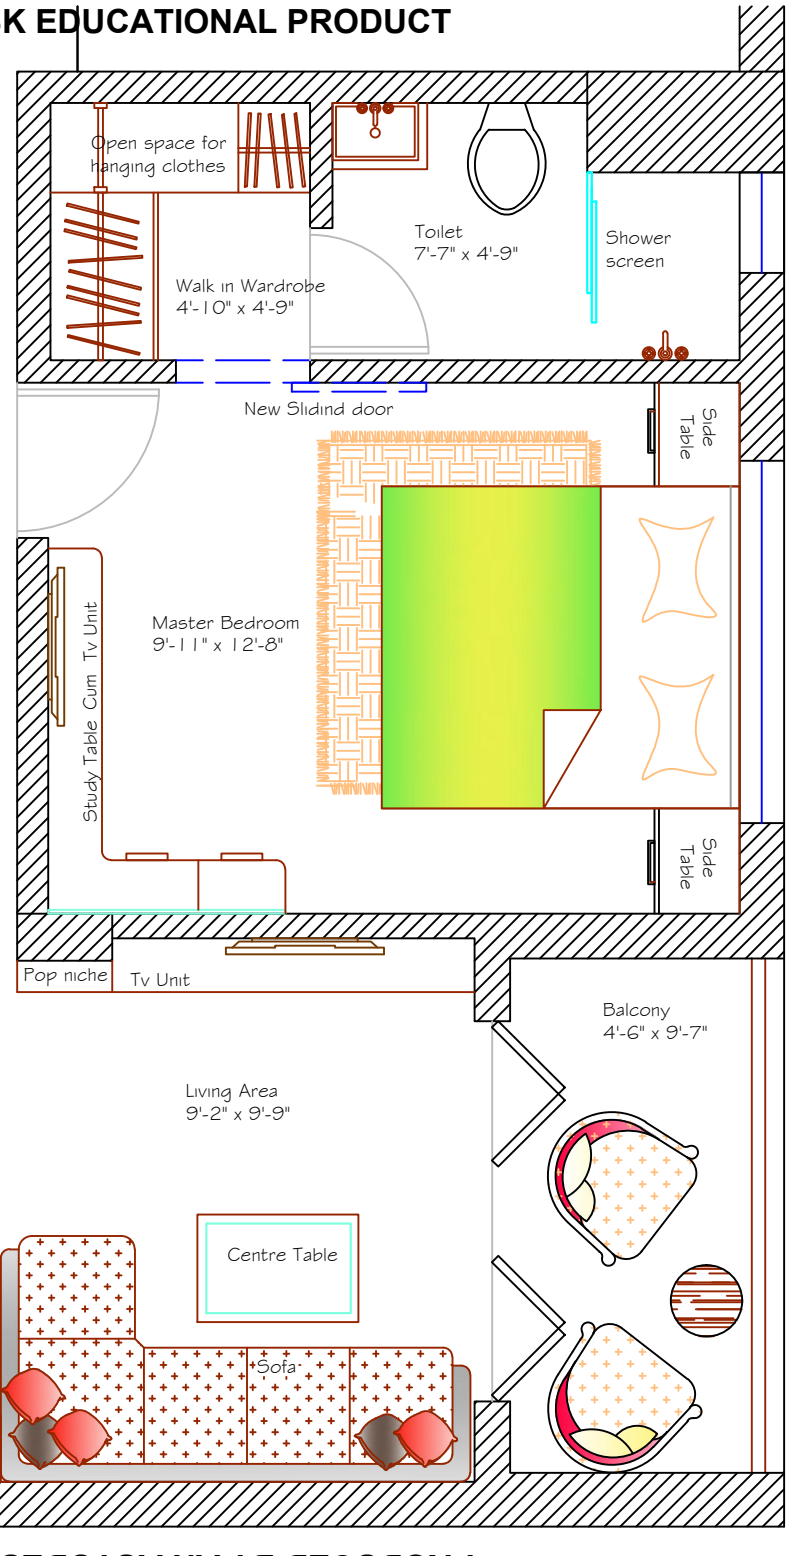 K EDUCATIONAL PRODUCT
Open space for
hanging clothes
Toilet
7'-7" x 4'-9"
Shower
screen
Walk in Wardrobe
4'-10" x 4'-9"
New Slidind door
Side
Table
Master Bedroom
9'-11" x 12'-8"
Study Table Cum Tv Unit
Side
Table
Pop niche
Tv Unit
Balcony
4'-6" x 9'-7"
Living Area
9'-2" x 9'-9"
Centre Table
Sofa